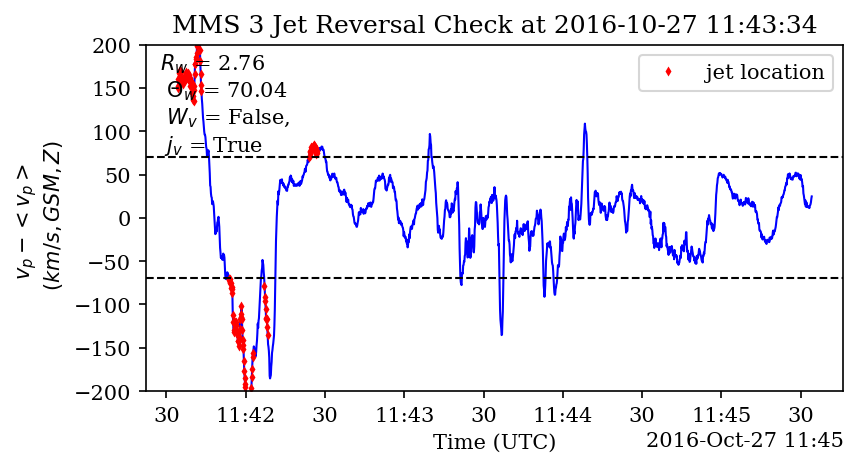 MMS 3 Jet Reversal Check at 2016-10-27 11:43:34
R_w = 2.76
Θ_w = 70.04
W_v = False,
j_v = True
jet location
v_p − <v_p>
(km/s, GSM, Z)
200
150
100
50
0
−50
−100
−150
−200
30 11:42 30 11:43 30 11:44 30 11:45 30
Time (UTC)
2016-Oct-27 11:45